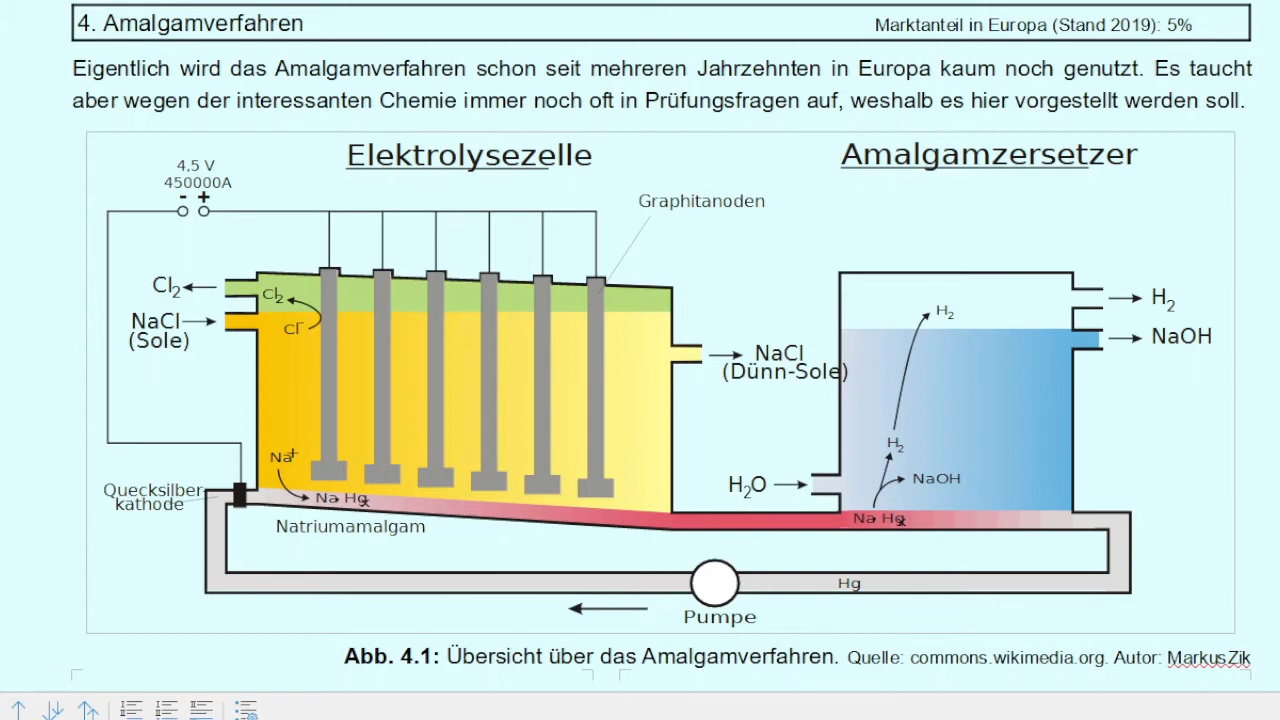 4. Amalgamverfahren
Marktanteil in Europa (Stand 2019): 5%
Eigentlich wird das Amalgamverfahren schon seit mehreren Jahrzehnten in Europa kaum noch genutzt. Es taucht
aber wegen der interessanten Chemie immer noch oft in Prüfungsfragen auf, weshalb es hier vorgestellt werden soll.
Elektrolysezelle
Amalgamzersetzer
4,5 V
450000A
- +
Graphitanoden
Cl₂
Cl₂
NaCl
(Sole)
Cl⁻
NaCl
(Dünn-Sole)
H₂
H₂
NaOH
Na⁺
H₂
H₂O
NaOH
Quecksilber-
kathode
Na Hgₓ
Natriumamalgam
Na Hgₓ
Hg
Pumpe
Abb. 4.1: Übersicht über das Amalgamverfahren. Quelle: commons.wikimedia.org. Autor: MarkusZik